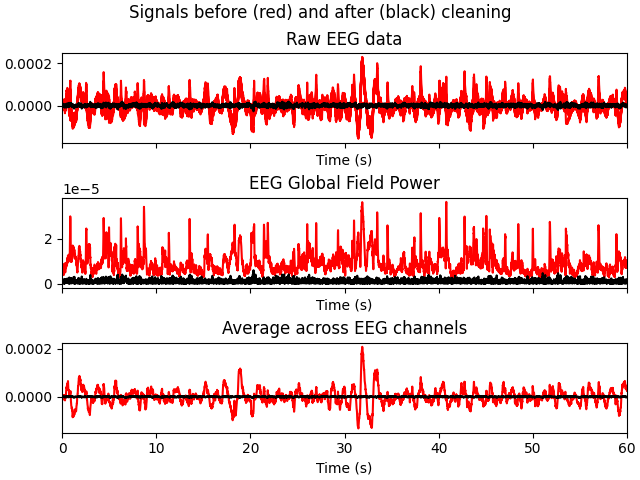 Signals before (red) and after (black) cleaning
Raw EEG data
0.0002
0.0000
Time (s)
EEG Global Field Power
1e−5
2
0
Time (s)
Average across EEG channels
0.0002
0.0000
0 10 20 30 40 50 60
Time (s)